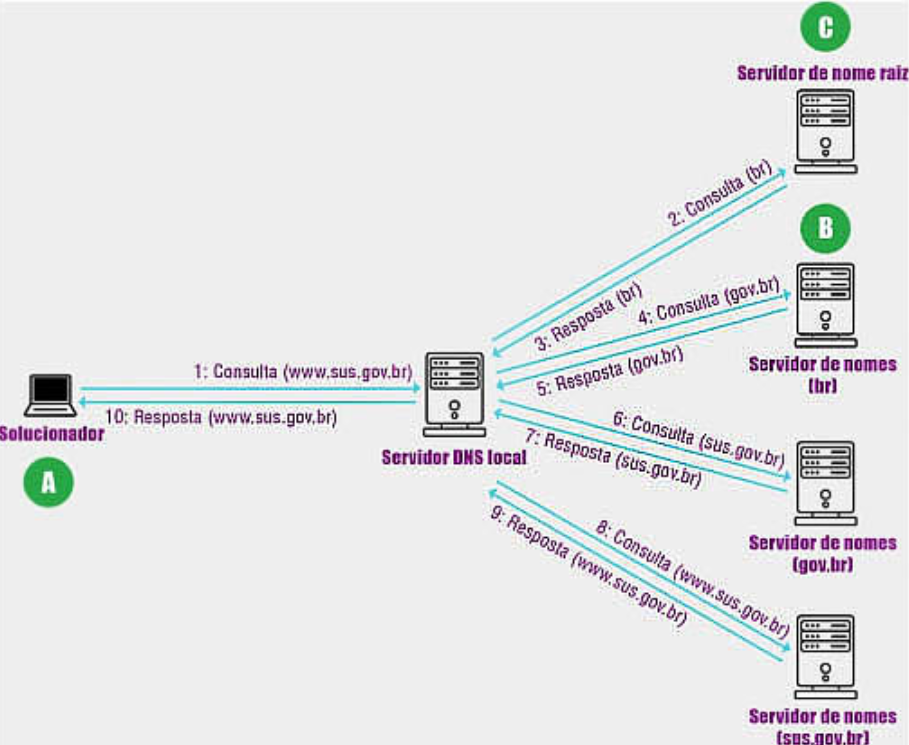 C
Servidor de nome raiz
2: Consulta (br)
3: Resposta (br)
B
4: Consulta (gov.br)
5: Resposta (gov.br)
Servidor de nomes
(br)
1: Consulta (www.sus.gov.br)
10: Resposta (www.sus.gov.br)
Solucionador
A
Servidor DNS local
6: Consulta (sus.gov.br)
7: Resposta (sus.gov.br)
Servidor de nomes
(gov.br)
8: Consulta (www.sus.gov.br)
9: Resposta (www.sus.gov.br)
Servidor de nomes
(sus.gov.br)